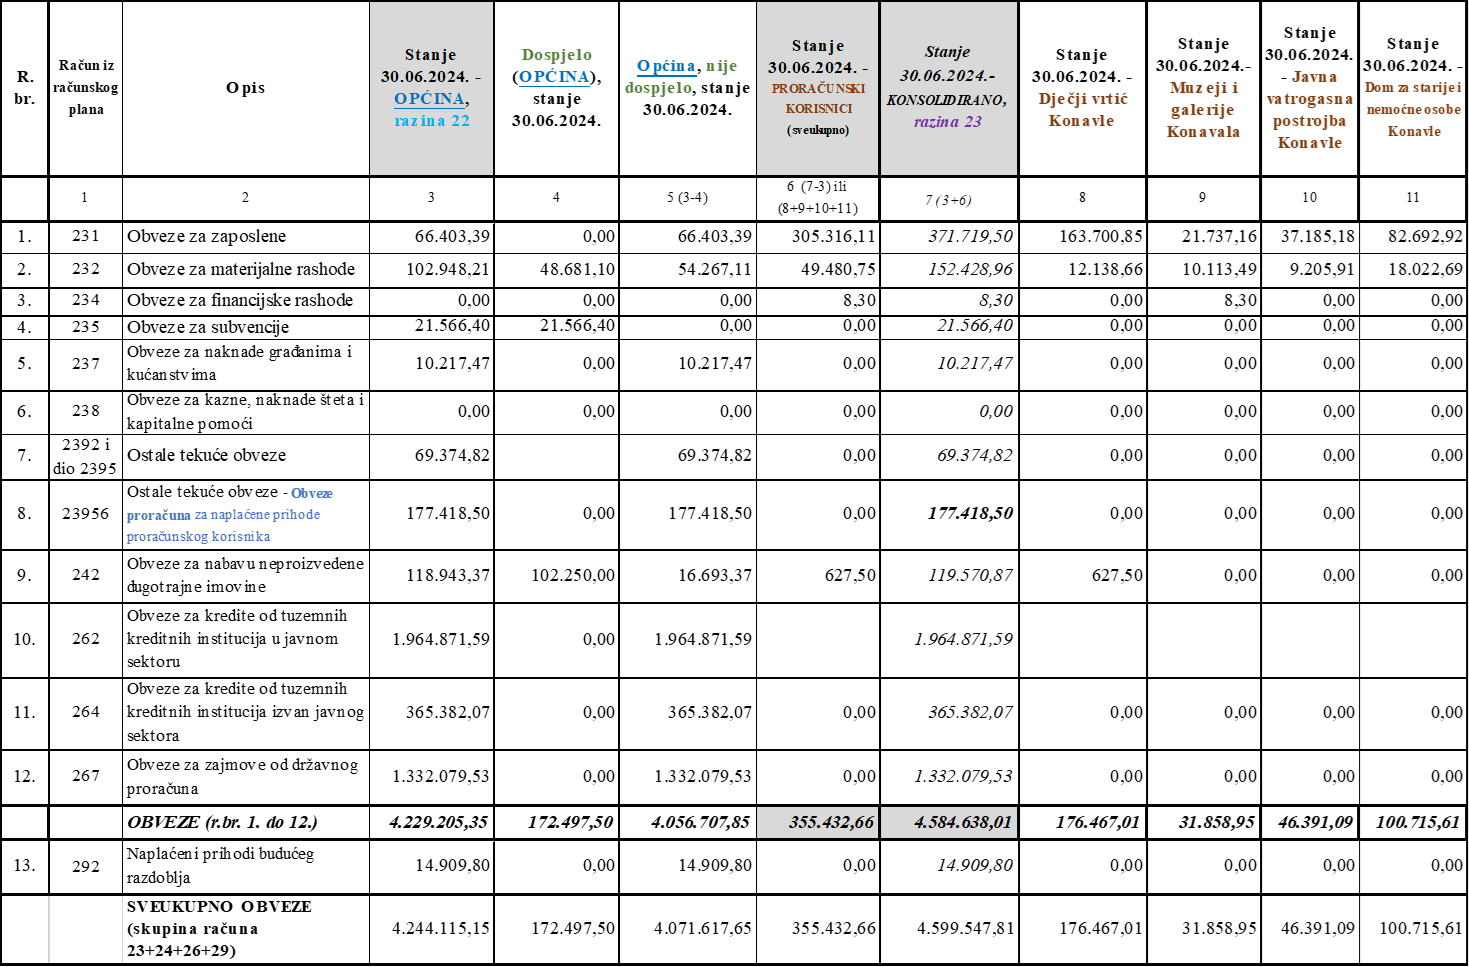 R. br. | Račun iz računskog plana | Opis | Stanje 30.06.2024. - OPĆINA, razina 22 | Dospjelo (OPĆINA), stanje 30.06.2024. | Općina, nije dospjelo, stanje 30.06.2024. | Stanje 30.06.2024. - PRORAČUNSKI KORISNICI (sveukupno) | Stanje 30.06.2024.- KONSOLIDIRANO, razina 23 | Stanje 30.06.2024. - Dječji vrtić Konavle | Stanje 30.06.2024.- Muzeji i galerije Konavala | Stanje 30.06.2024. - Javna vatrogasna postrojba Konavle | Stanje 30.06.2024. - Dom za starije i nemoćne osobe Konavle
1 | 2 | 3 | 4 | 5 (3-4) | 6 (7-3) ili (8+9+10+11) | 7 (3+6) | 8 | 9 | 10 | 11
1. | 231 | Obveze za zaposlene | 66.403,39 | 0,00 | 66.403,39 | 305.316,11 | 371.719,50 | 163.700,85 | 21.737,16 | 37.185,18 | 82.692,92
2. | 232 | Obveze za materijalne rashode | 102.948,21 | 48.681,10 | 54.267,11 | 49.480,75 | 152.428,96 | 12.138,66 | 10.113,49 | 9.205,91 | 18.022,69
3. | 234 | Obveze za financijske rashode | 0,00 | 0,00 | 0,00 | 8,30 | 8,30 | 0,00 | 8,30 | 0,00 | 0,00
4. | 235 | Obveze za subvencije | 21.566,40 | 21.566,40 | 0,00 | 0,00 | 21.566,40 | 0,00 | 0,00 | 0,00 | 0,00
5. | 237 | Obveze za naknade građanima i kućanstvima | 10.217,47 | 0,00 | 10.217,47 | 0,00 | 10.217,47 | 0,00 | 0,00 | 0,00 | 0,00
6. | 238 | Obveze za kazne, naknade šteta i kapitalne pomoći | 0,00 | 0,00 | 0,00 | 0,00 | 0,00 | 0,00 | 0,00 | 0,00 | 0,00
7. | 2392 i dio 2395 | Ostale tekuće obveze | 69.374,82 | | 69.374,82 | 0,00 | 69.374,82 | 0,00 | 0,00 | 0,00 | 0,00
8. | 23956 | Ostale tekuće obveze - Obveze proračuna za naplaćene prihode proračunskog korisnika | 177.418,50 | 0,00 | 177.418,50 | 0,00 | 177.418,50 | 0,00 | 0,00 | 0,00 | 0,00
9. | 242 | Obveze za nabavu neproizvedene dugotrajne imovine | 118.943,37 | 102.250,00 | 16.693,37 | 627,50 | 119.570,87 | 627,50 | 0,00 | 0,00 | 0,00
10. | 262 | Obveze za kredite od tuzemnih kreditnih institucija u javnom sektoru | 1.964.871,59 | 0,00 | 1.964.871,59 | | 1.964.871,59 | | | |
11. | 264 | Obveze za kredite od tuzemnih kreditnih institucija izvan javnog sektora | 365.382,07 | 0,00 | 365.382,07 | 0,00 | 365.382,07 | 0,00 | 0,00 | 0,00 | 0,00
12. | 267 | Obveze za zajmove od državnog proračuna | 1.332.079,53 | 0,00 | 1.332.079,53 | 0,00 | 1.332.079,53 | 0,00 | 0,00 | 0,00 | 0,00
OBVEZE (r.br. 1. do 12.) | 4.229.205,35 | 172.497,50 | 4.056.707,85 | 355.432,66 | 4.584.638,01 | 176.467,01 | 31.858,95 | 46.391,09 | 100.715,61
13. | 292 | Naplaćeni prihodi budućeg razdoblja | 14.909,80 | 0,00 | 14.909,80 | 0,00 | 14.909,80 | 0,00 | 0,00 | 0,00 | 0,00
SVEUKUPNO OBVEZE (skupina računa 23+24+26+29) | 4.244.115,15 | 172.497,50 | 4.071.617,65 | 355.432,66 | 4.599.547,81 | 176.467,01 | 31.858,95 | 46.391,09 | 100.715,61